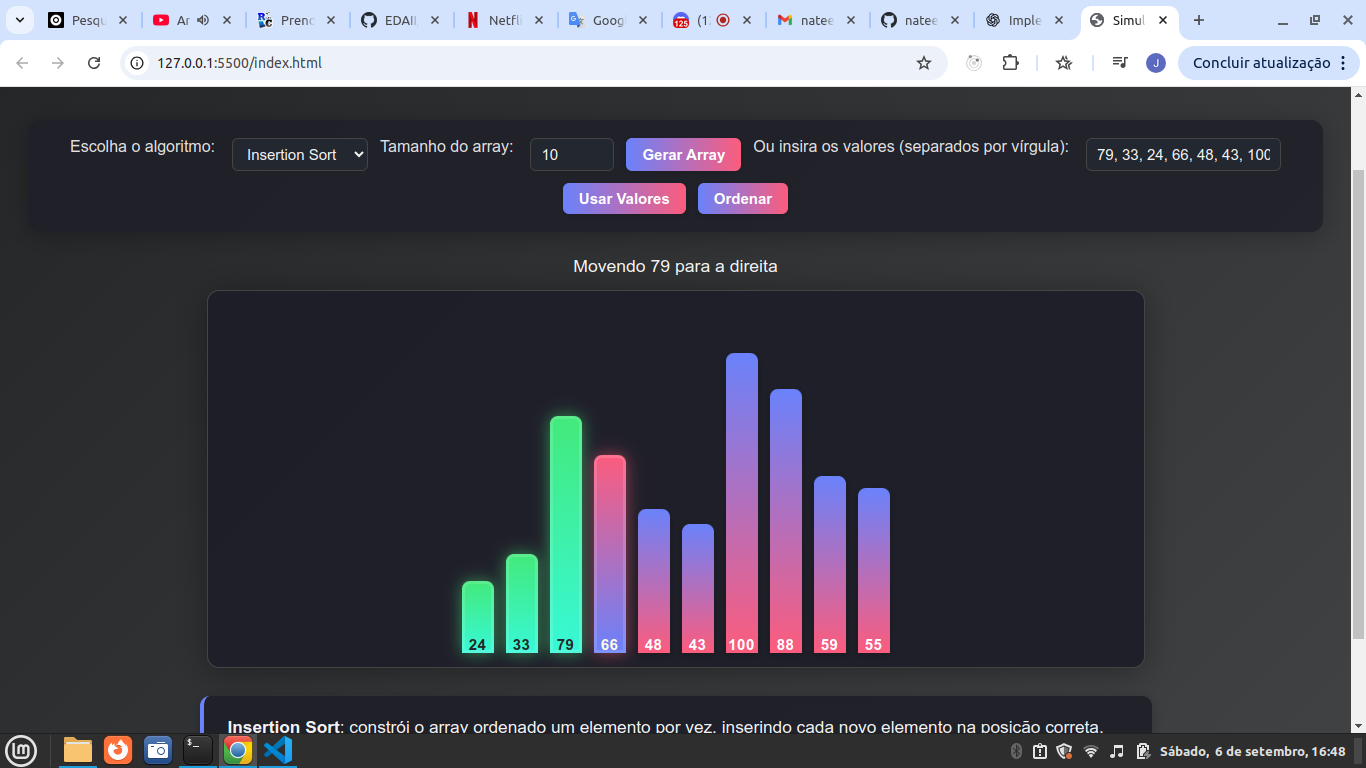 Pesqu
Ar
Prend
EDAII
Netfli
Goog
125
(1
natee
natee
Imple
Simul
127.0.0.1:5500/index.html
J
Concluir atualização
Escolha o algoritmo:
Insertion Sort
Tamanho do array:
10
Gerar Array
Ou insira os valores (separados por vírgula):
79, 33, 24, 66, 48, 43, 100
Usar Valores
Ordenar
Movendo 79 para a direita
24 33 79 66 48 43 100 88 59 55
Insertion Sort: constrói o array ordenado um elemento por vez, inserindo cada novo elemento na posição correta.
Sábado, 6 de setembro, 16:48